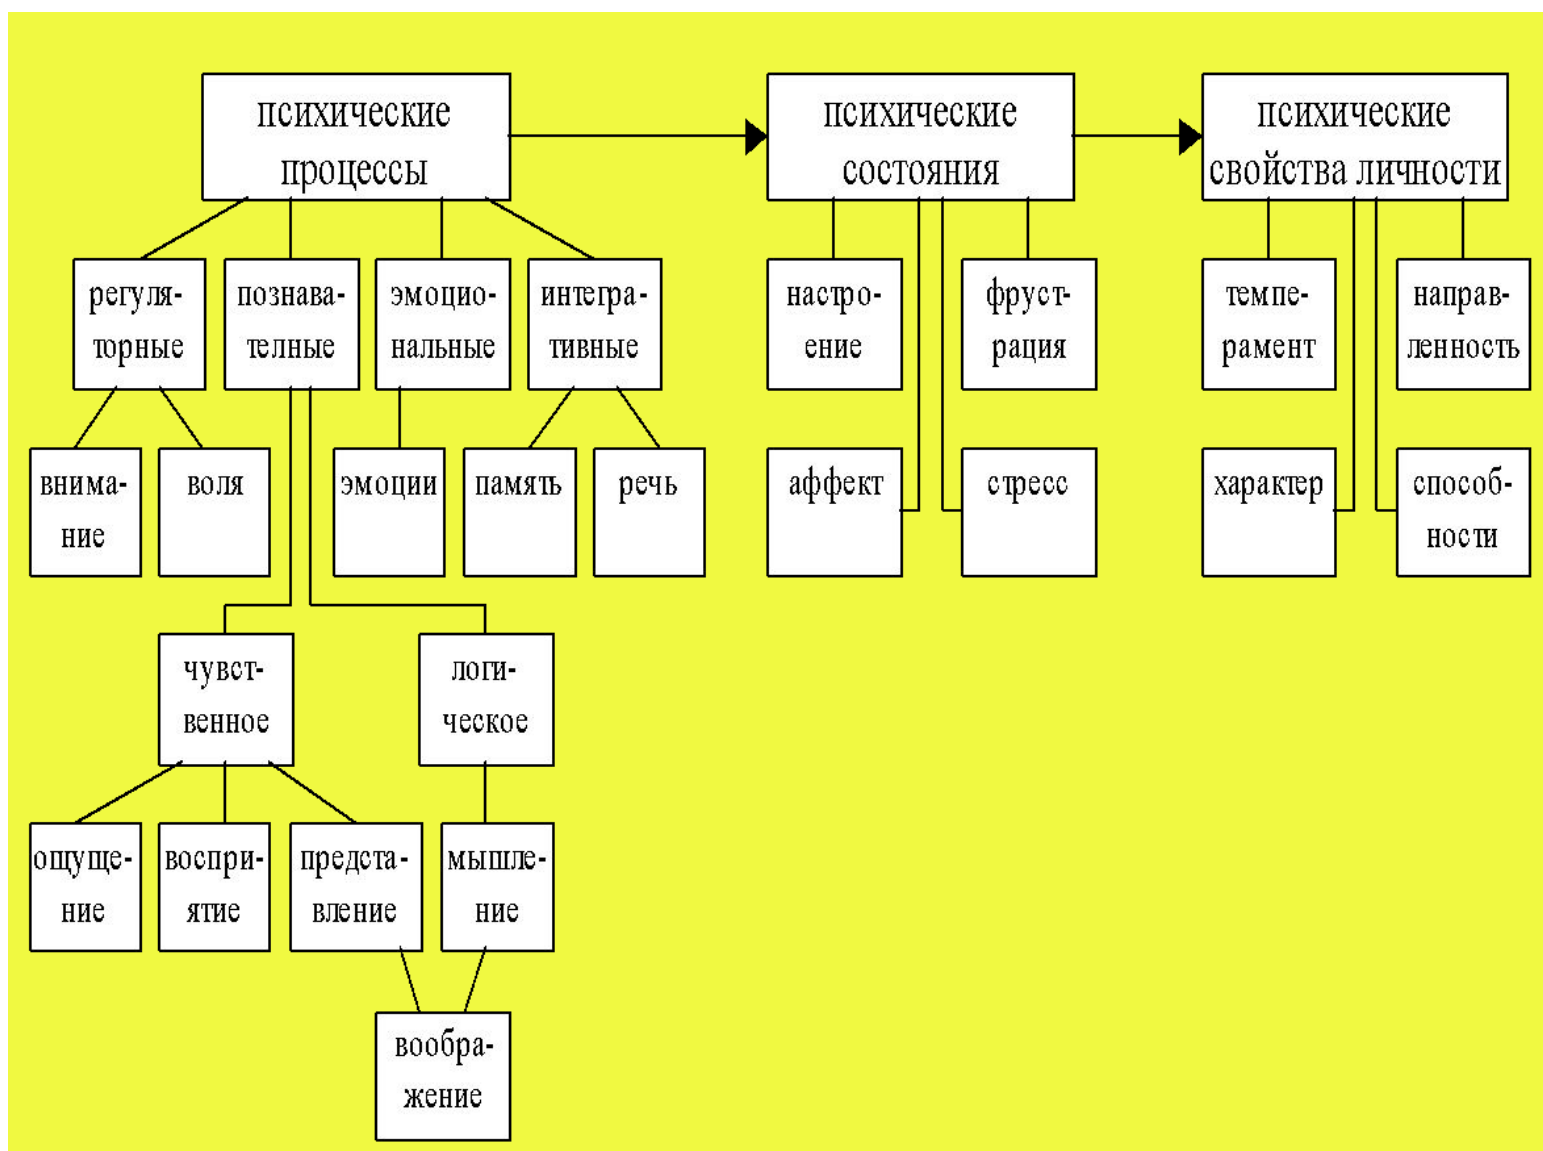 психические
процессы
психические
состояния
психические
свойства личности
регуля-
торные
познава-
телные
эмоцио-
нальные
интегра-
тивные
настро-
ение
фруст-
рация
темпе-
рамент
направ-
ленность
внима-
ние
воля
эмоции
память
речь
аффект
стресс
характер
способ-
ности
чувст-
венное
логи-
ческое
ощуще-
ние
воспри-
ятие
предста-
вление
мышле-
ние
вообра-
жение